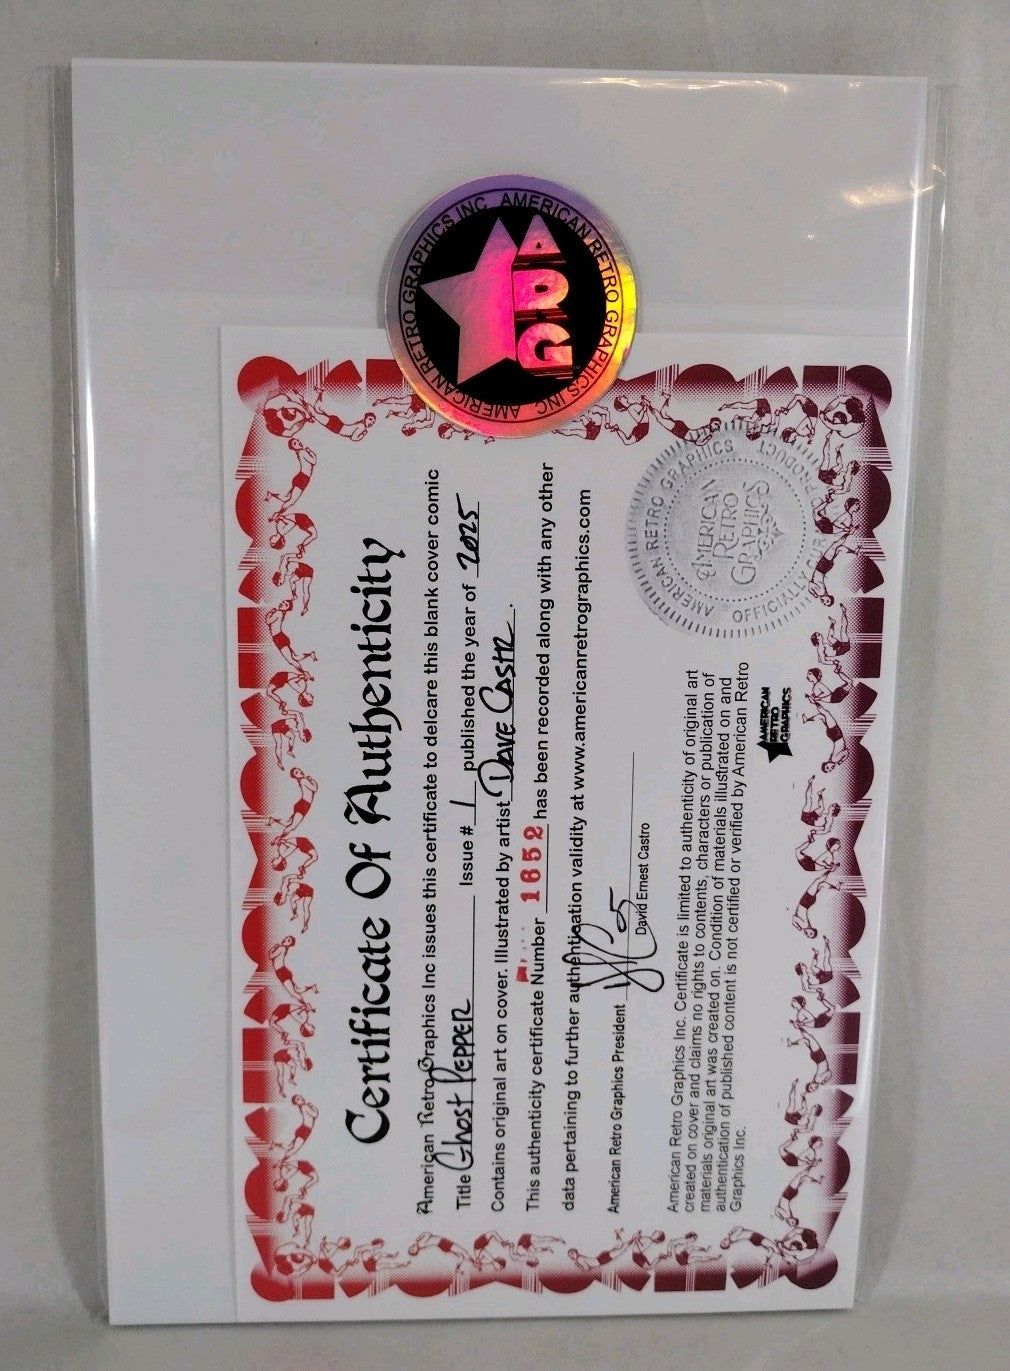 AMERICAN RETRO GRAPHICS INC AMERICAN RETRO GRAPHICS INC
ARG
Certificate Of Authenticity
American Retro Graphics Inc issues this certificate to delcare this blank cover comic
Title Ghost Pepper Issue # 1 published the year of 2025
Contains original art on cover. Illustrated by artist Dave Castr.
This authenticity certificate Number 1652 has been recorded along with any other
data pertaining to further authentication validity at www.americanretrographics.com
American Retro Graphics President
David Ernest Castro
American Retro Graphics Inc. Certificate is limited to authenticity of original art
created on cover and claims no rights to contents, characters or publication of
materials original art was created on. Condition of materials illustrated on and
authentication of published content is not certified or verified by American Retro
Graphics Inc.
AMERICAN
RETRO
GRAPHICS
AMERICAN RETRO GRAPHICS
OFFICIALLY OUR PRODUCT
AMERICAN
RETRO
GRAPHICS